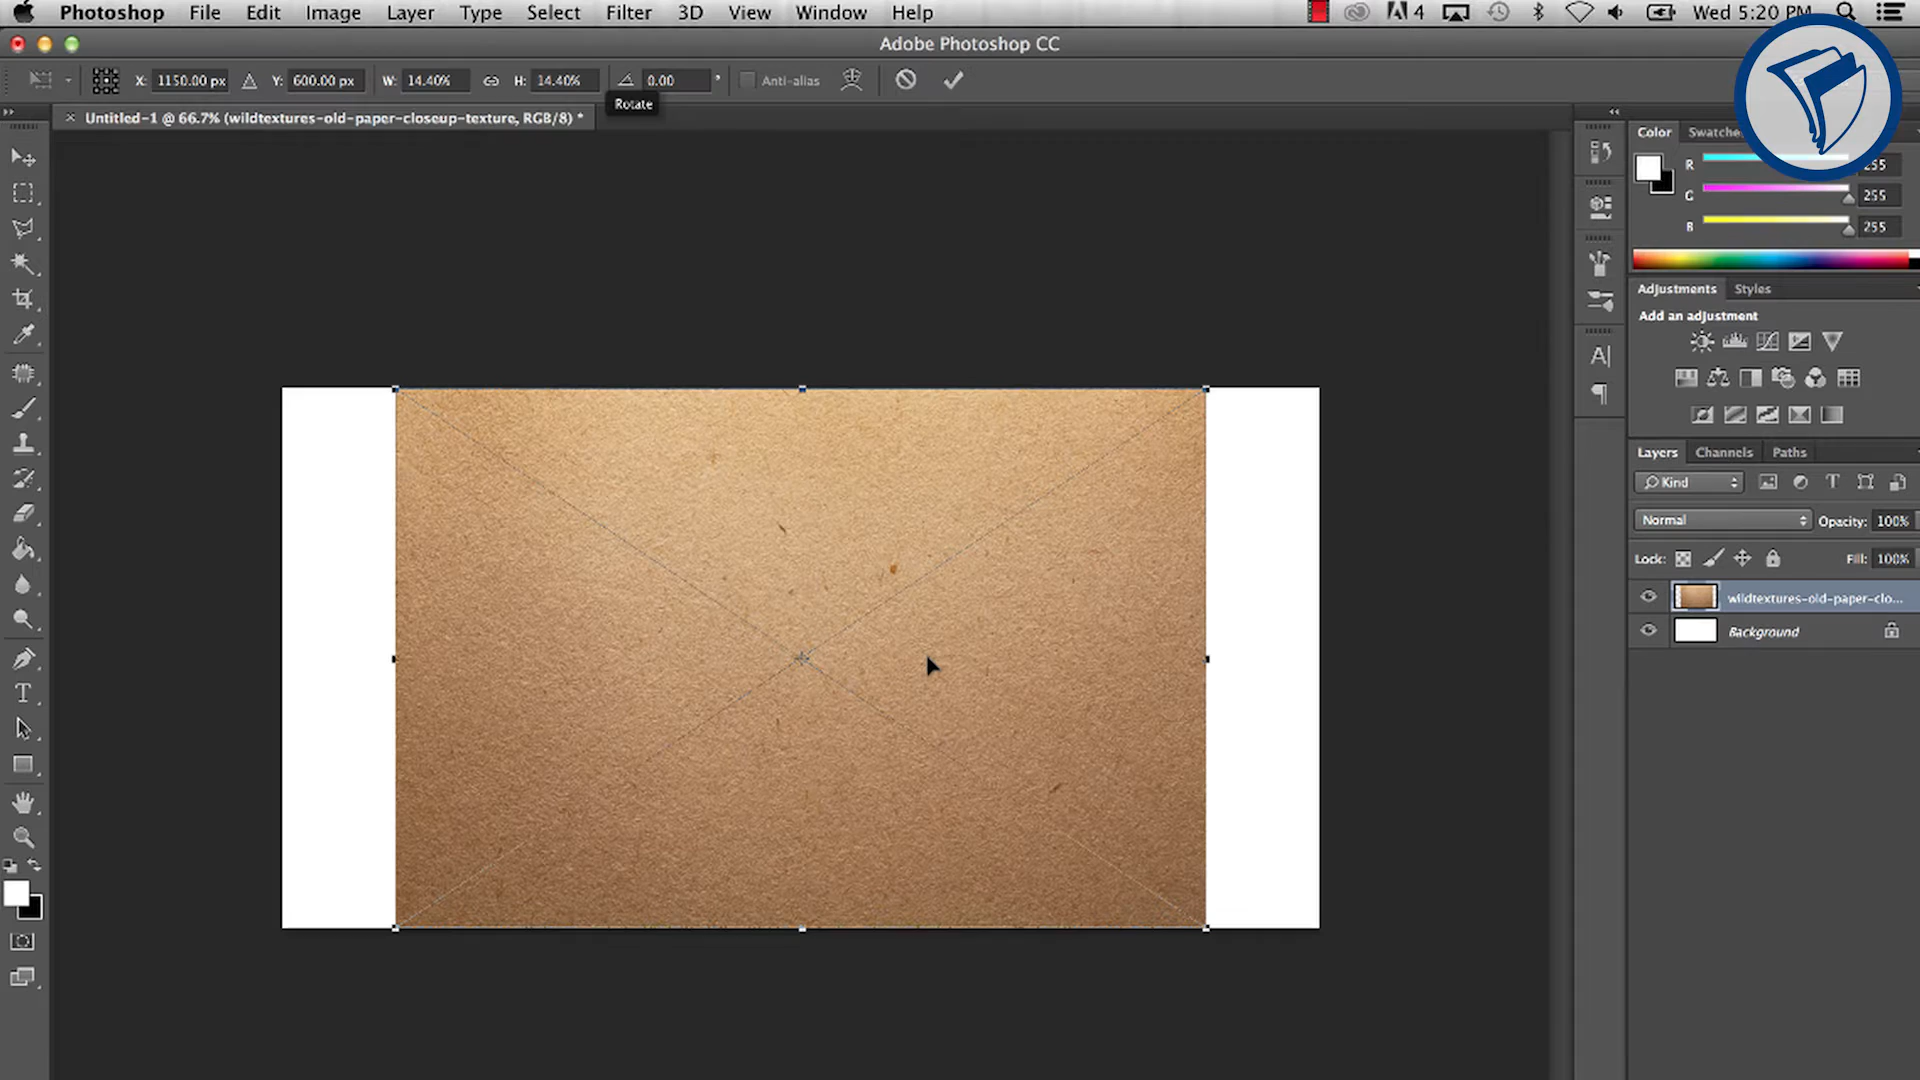 Photoshop File Edit Image Layer Type Select Filter 3D View Window Help 4 Wed 5:20 PM
Adobe Photoshop CC
X: 1150.00 px Y: 600.00 px W: 14.40% H: 14.40% 0.00 ° Anti-alias
Rotate
Untitled-1 @ 66.7% (wildtextures-old-paper-closeup-texture, RGB/8) *
Color
R 255
G 255
B 255
Adjustments Styles
Add an adjustment
Layers Channels Paths
Kind
Normal Opacity: 100%
Lock: Fill: 100%
wildtextures-old-paper-clo...
Background